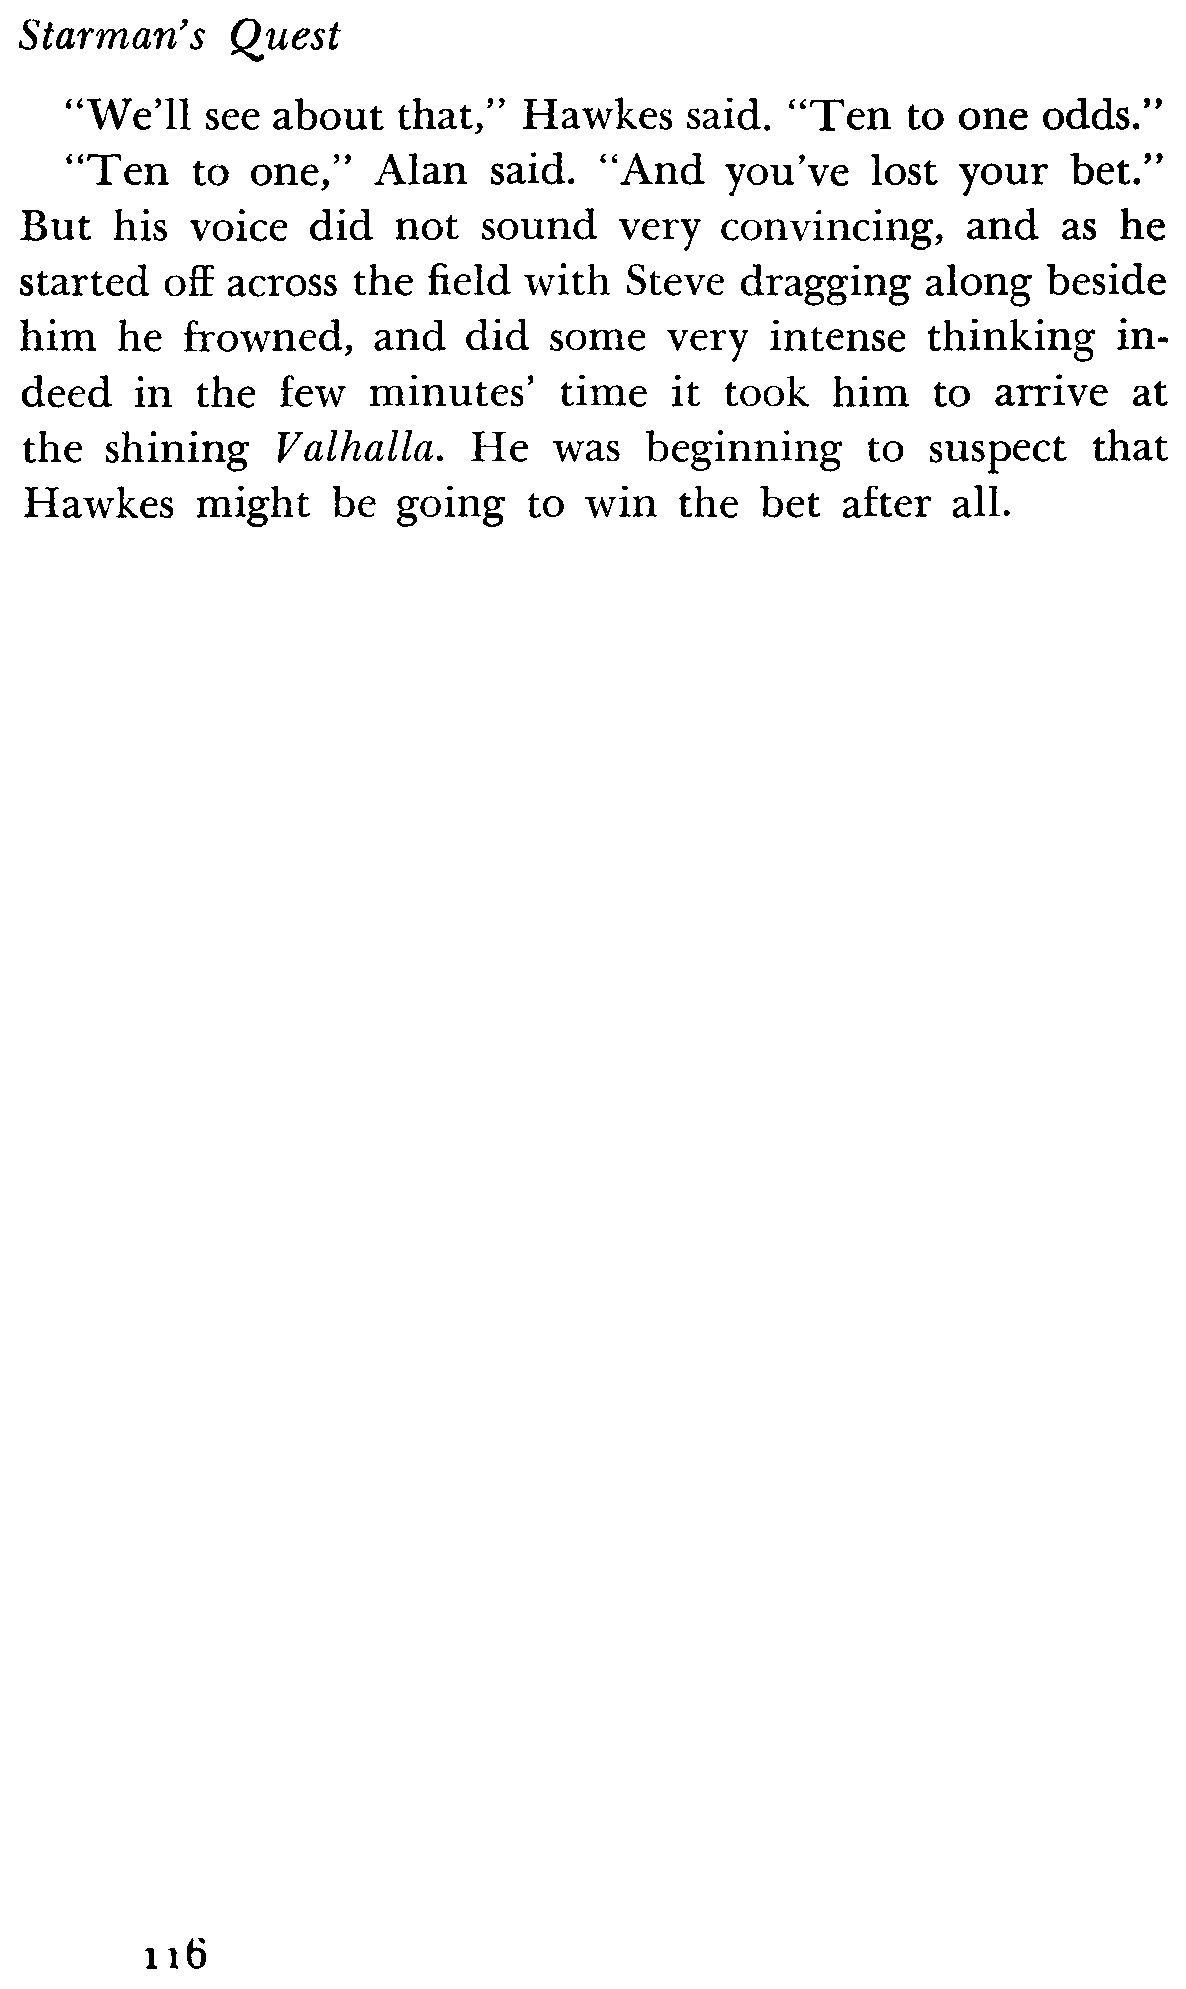 Starman's Quest
"We'll see about that," Hawkes said. "Ten to one odds."
"Ten to one," Alan said. "And you've lost your bet."
But his voice did not sound very convincing, and as he
started off across the field with Steve dragging along beside
him he frowned, and did some very intense thinking in-
deed in the few minutes' time it took him to arrive at
the shining Valhalla. He was beginning to suspect that
Hawkes might be going to win the bet after all.
116